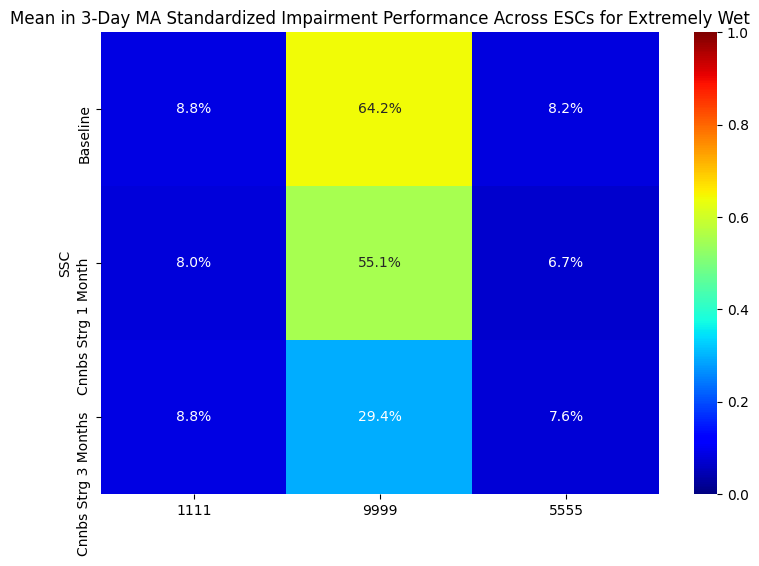 Mean in 3-Day MA Standardized Impairment Performance Across ESCs for Extremely Wet
SSC
Baseline
8.8% 64.2% 8.2%
Cnnbs Strg 1 Month
8.0% 55.1% 6.7%
Cnnbs Strg 3 Months
8.8% 29.4% 7.6%
1111 9999 5555
1.0
0.8
0.6
0.4
0.2
0.0